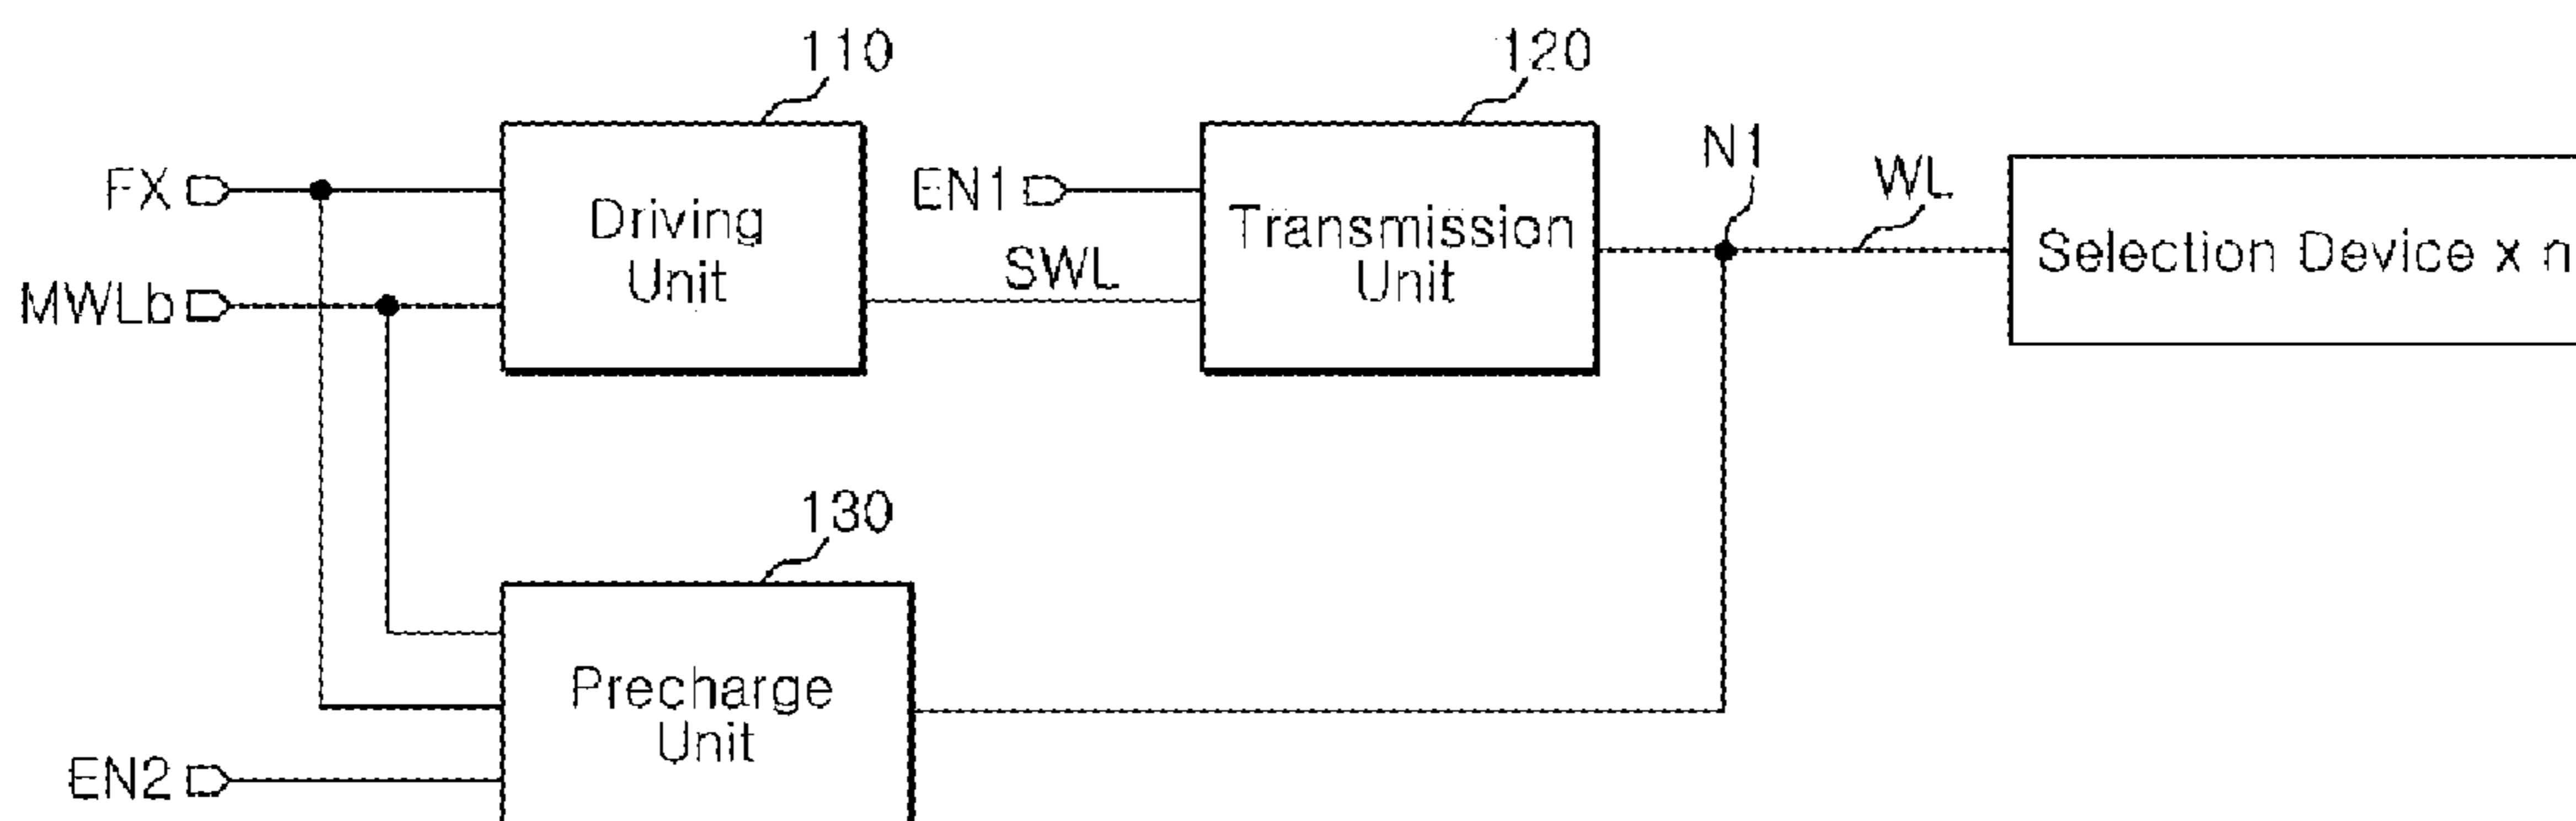 110
120
FX
Driving
Unit
EN1
Transmission
Unit
N1
WL
Selection Device x n
MWLb
SWL
130
Precharge
Unit
EN2